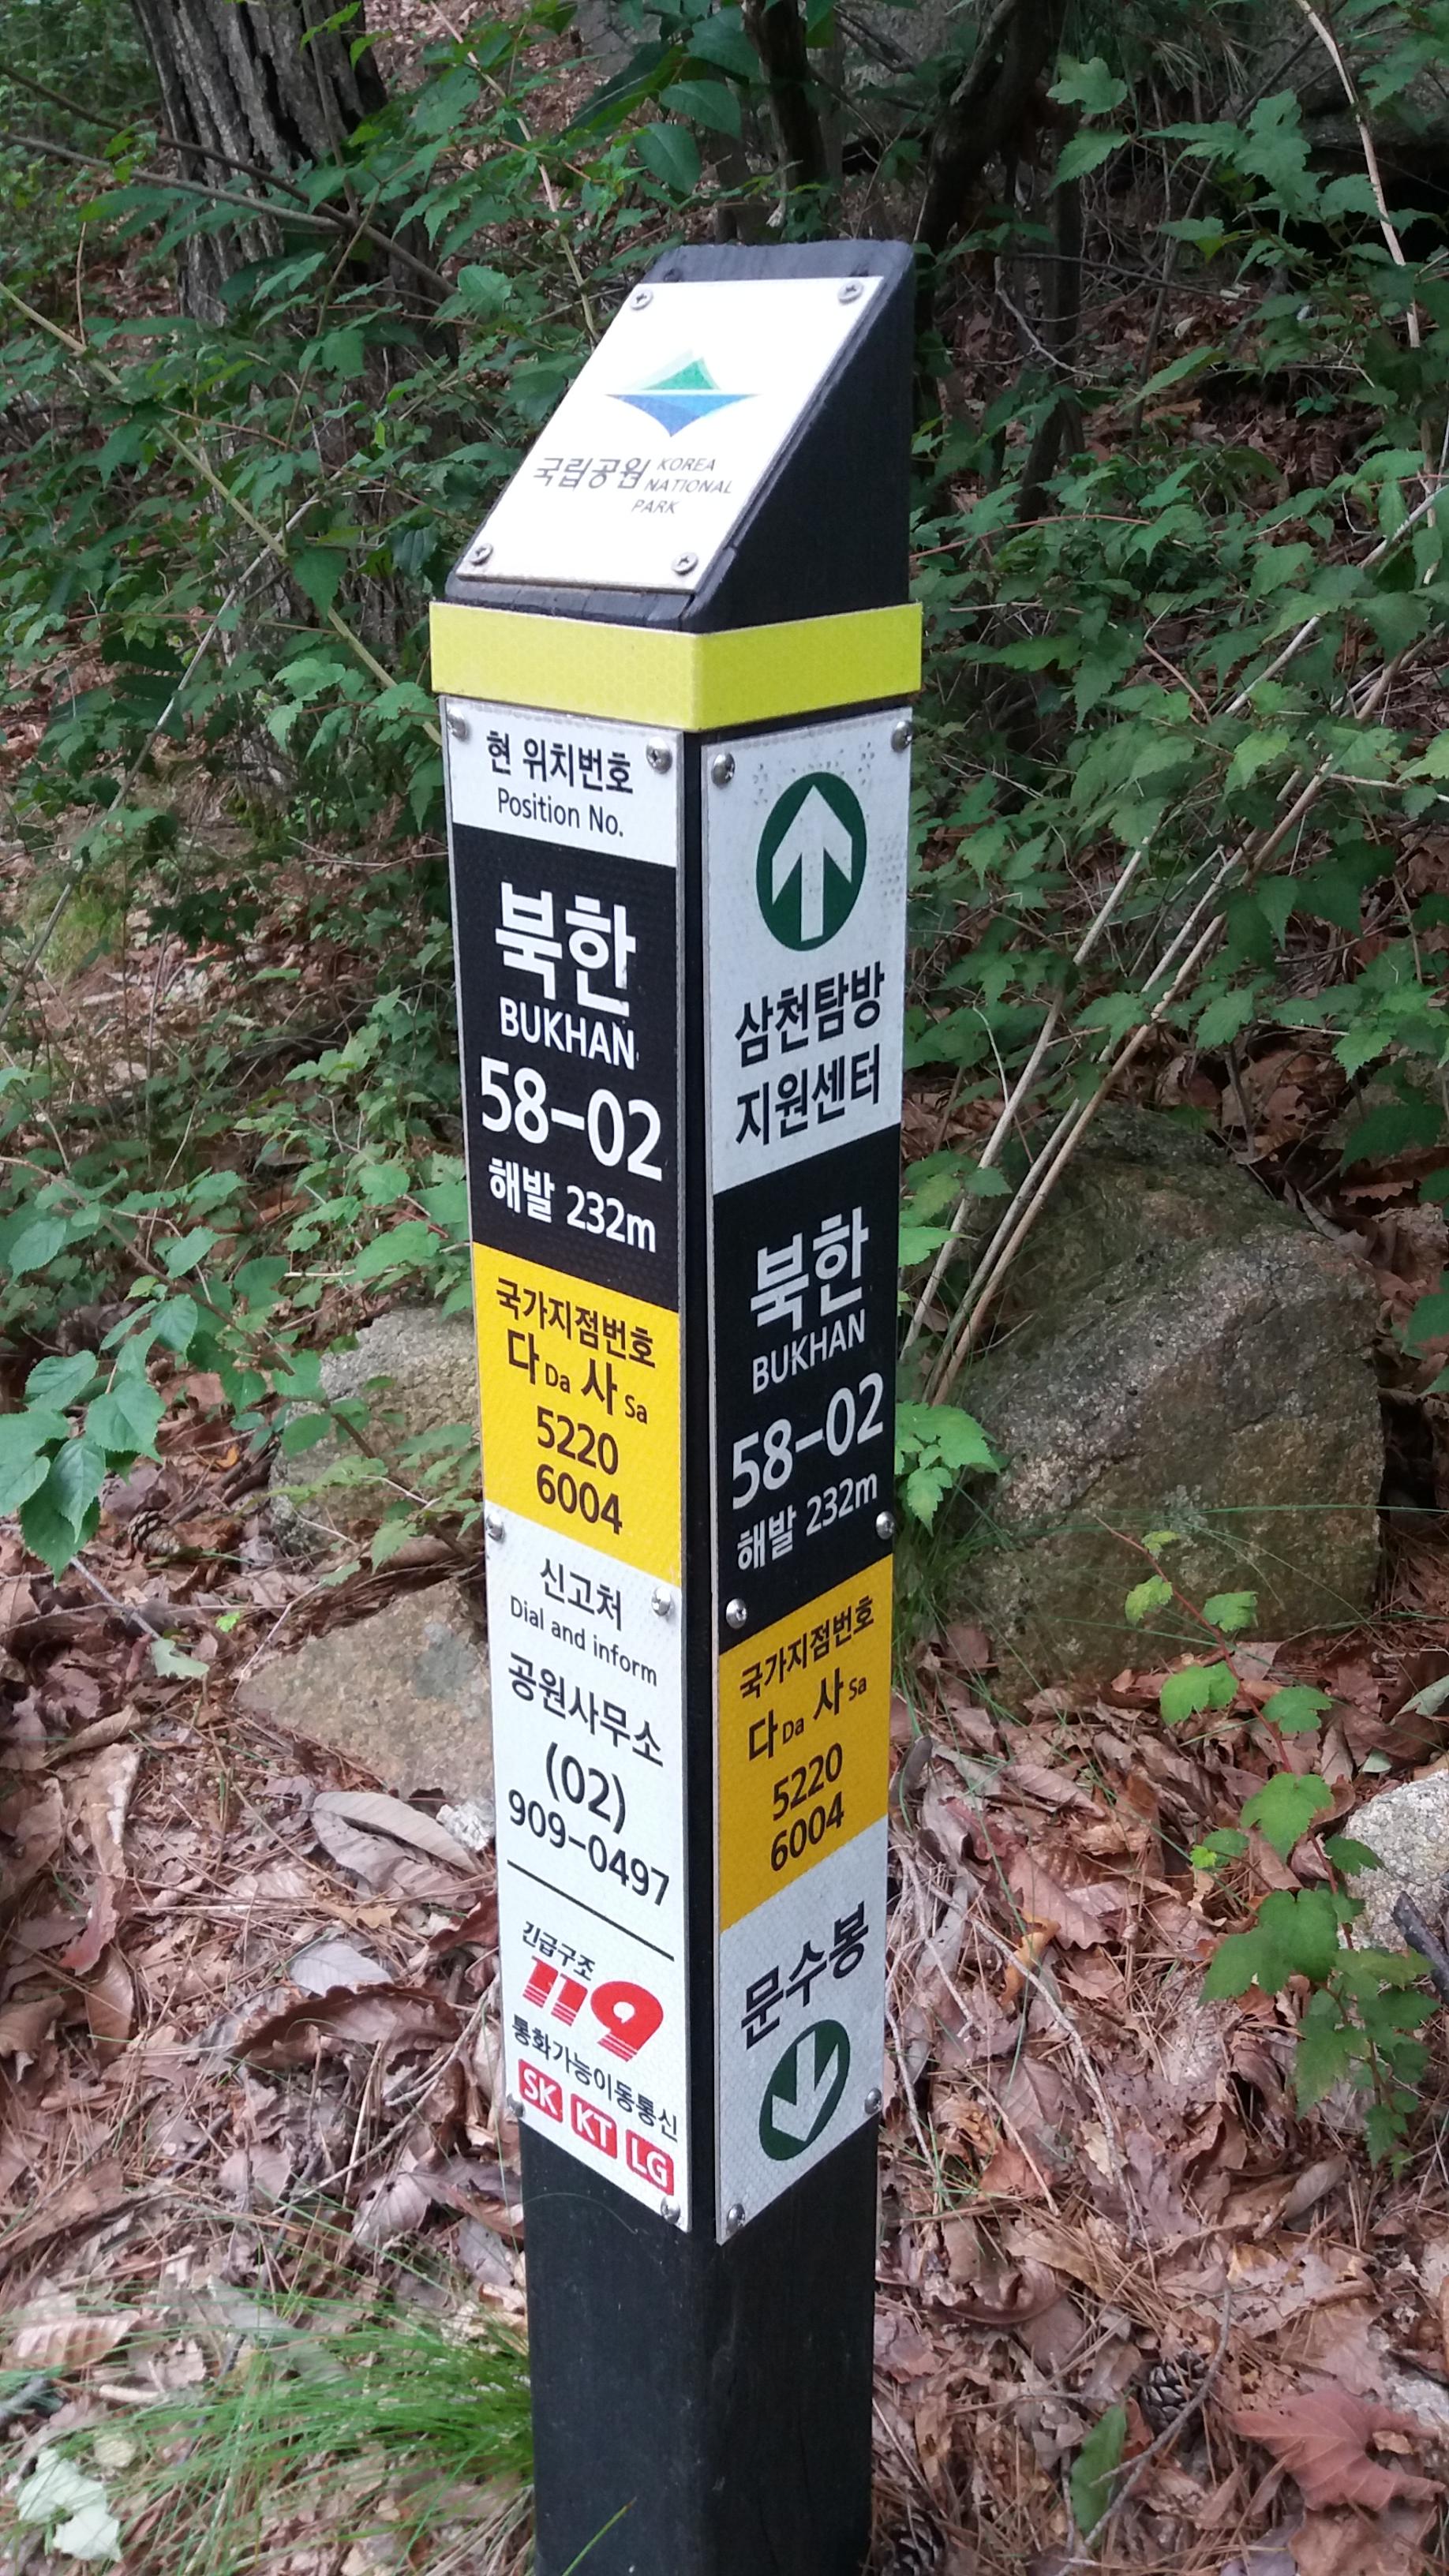 국립공원 KOREA
NATIONAL
PARK
현 위치번호
Position No.
북한
BUKHAN
58-02
해발 232m
국가지점번호
다 Da 사 Sa
5220
6004
신고처
Dial and inform
공원사무소
(02)
909-0497
긴급구조
119
통화가능이동통신
SK KT LG
삼천탐방
지원센터
북한
BUKHAN
58-02
해발 232m
국가지점번호
다 Da 사 Sa
5220
6004
문수봉